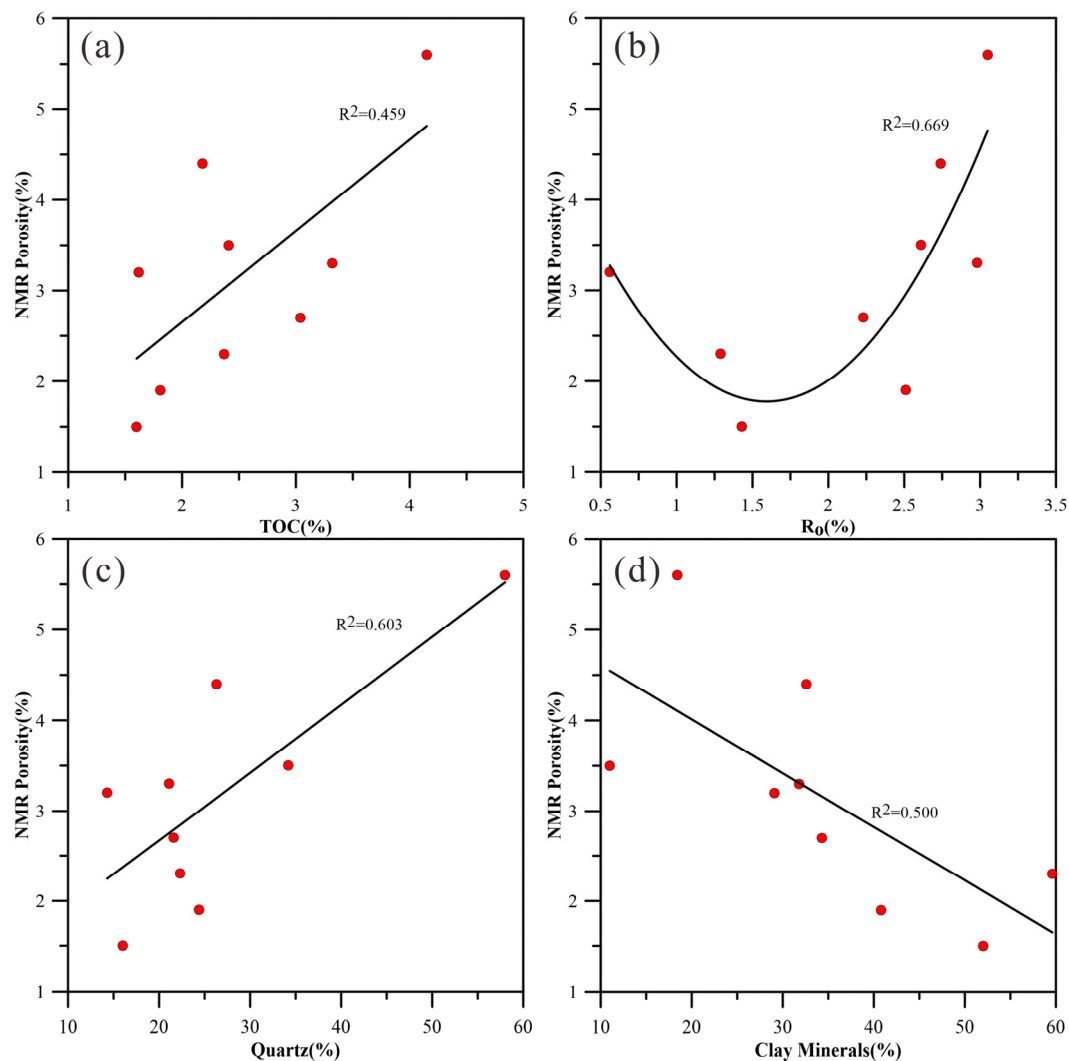 (a)
R²=0.459
6
5
4
3
2
1
NMR Porosity(%)
1 2 3 4 5
TOC(%)
(b)
R²=0.669
6
5
4
3
2
1
NMR Porosity(%)
0.5 1 1.5 2 2.5 3 3.5
Ro(%)
(c)
R²=0.603
6
5
4
3
2
1
NMR Porosity(%)
10 20 30 40 50 60
Quartz(%)
(d)
R²=0.500
6
5
4
3
2
1
NMR Porosity(%)
10 20 30 40 50 60
Clay Minerals(%)